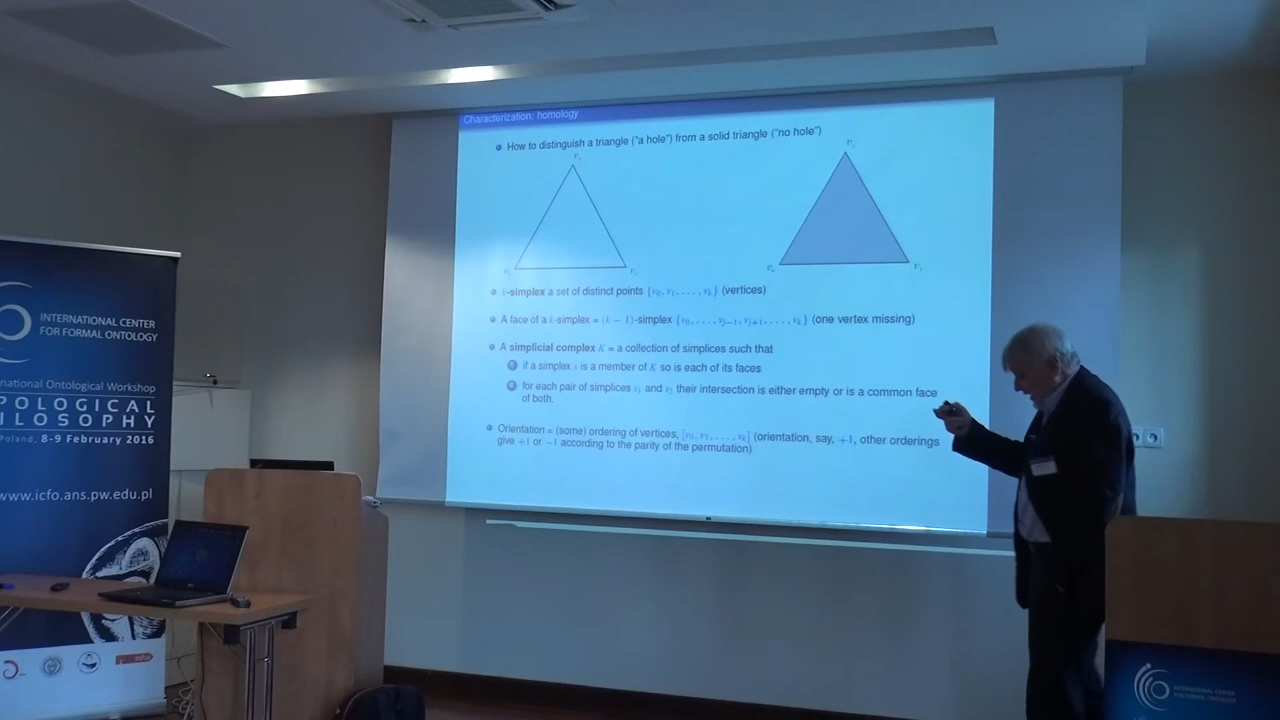 Characterization: homology
How to distinguish a triangle ("a hole") from a solid triangle ("no hole")
k-simplex a set of distinct points {v₀, v₁, . . . , vₖ} (vertices)
A face of a k-simplex = (k − 1)-simplex {v₀, . . . , vⱼ₋₁, vⱼ₊₁, . . . , vₖ} (one vertex missing)
A simplicial complex K = a collection of simplices such that
if a simplex s is a member of K so is each of its faces
for each pair of simplices s₁ and s₂ their intersection is either empty or is a common face
of both.
Orientation = (some) ordering of vertices, [v₀, v₁, . . . , vₖ] (orientation, say, +1, other orderings
give +1 or −1 according to the parity of the permutation)
INTERNATIONAL CENTER
FOR FORMAL ONTOLOGY
national Ontological Workshop
POLOGICAL
ILOSOPHY
Poland, 8-9 February 2016
www.icfo.ans.pw.edu.pl
INTERNATIONAL CENTER
FOR FORMAL ONTOLOGY